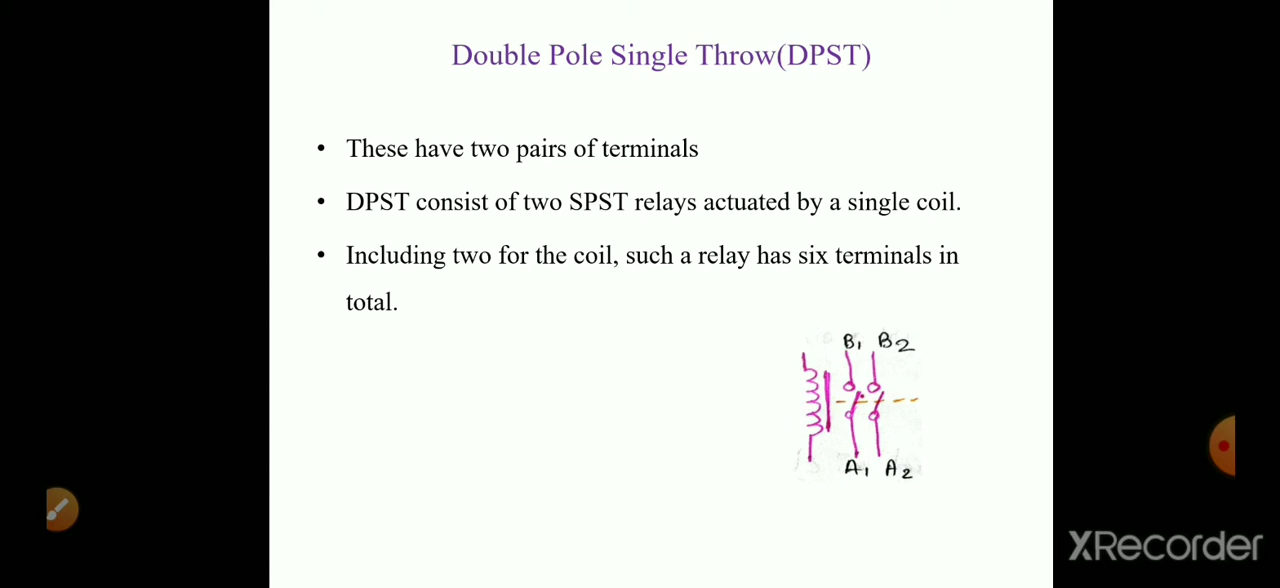 Double Pole Single Throw(DPST)
• These have two pairs of terminals
• DPST consist of two SPST relays actuated by a single coil.
• Including two for the coil, such a relay has six terminals in
total.
B1 B2
A1 A2
XRecorder